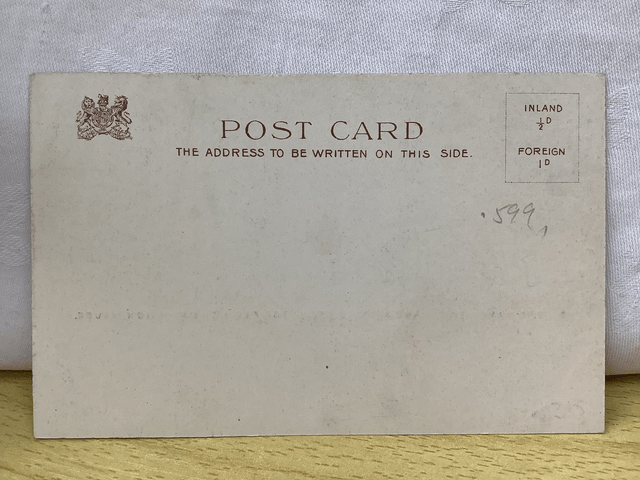 POST CARD
THE ADDRESS TO BE WRITTEN ON THIS SIDE.
INLAND
½D
FOREIGN
1D
.599,